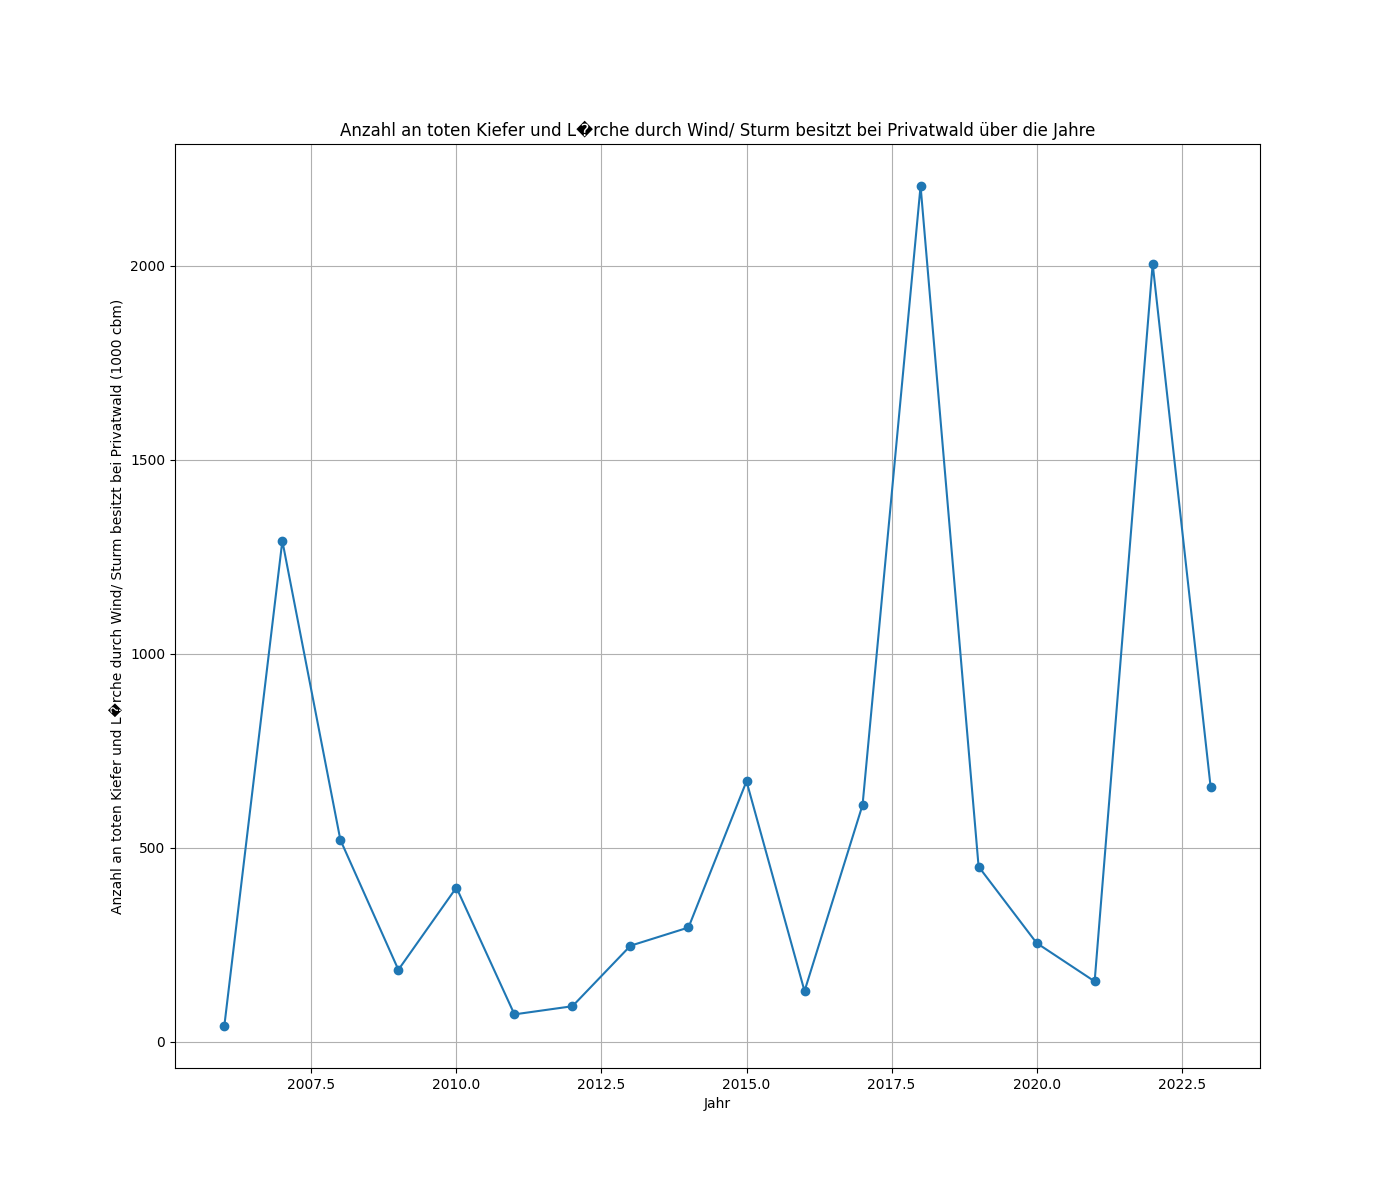 Anzahl an toten Kiefer und L�rche durch Wind/ Sturm besitzt bei Privatwald über die Jahre
Anzahl an toten Kiefer und L�rche durch Wind/ Sturm besitzt bei Privatwald (1000 cbm)
2000
1500
1000
500
0
2007.5 2010.0 2012.5 2015.0 2017.5 2020.0 2022.5
Jahr